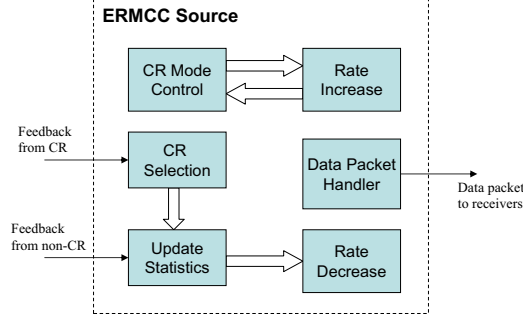 ERMCC Source
CR Mode
Control
Rate
Increase
Feedback
from CR
CR
Selection
Data Packet
Handler
Data packet
to receivers
Feedback
from non-CR
Update
Statistics
Rate
Decrease